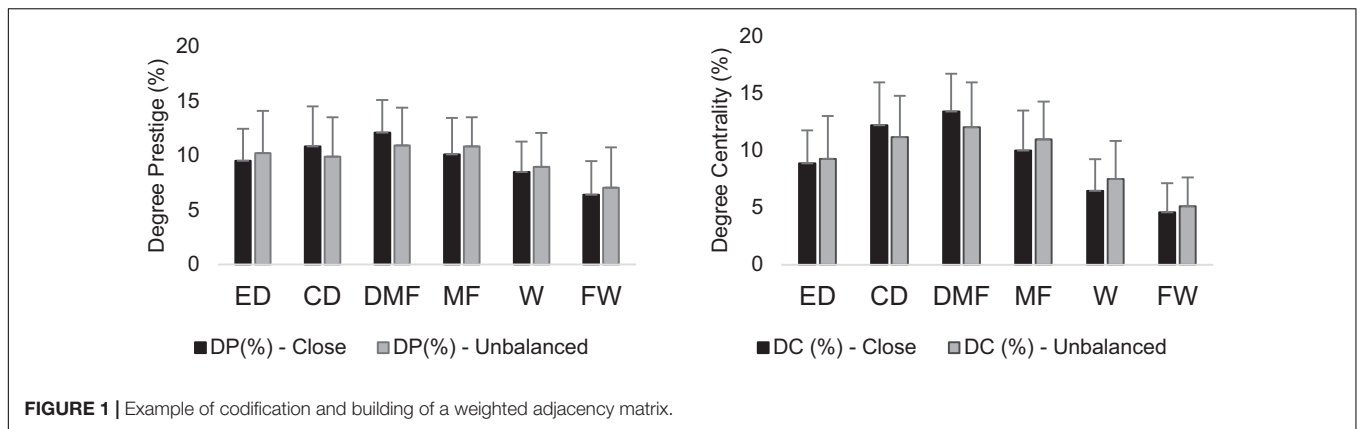 Degree Prestige (%)
20
15
10
5
0
ED CD DMF MF W FW
DP(%) - Close DP(%) - Unbalanced
Degree Centrality (%)
20
15
10
5
0
ED CD DMF MF W FW
DC (%) - Close DC (%) - Unbalanced
FIGURE 1 | Example of codification and building of a weighted adjacency matrix.